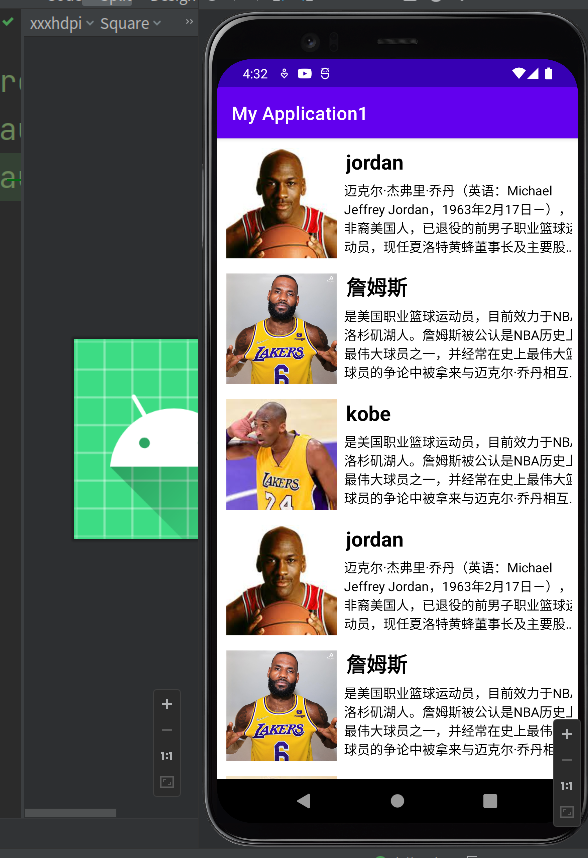 xxxhdpi Square
4:32
My Application1
jordan
迈克尔·杰弗里·乔丹（英语：Michael
Jeffrey Jordan，1963年2月17日－），
非裔美国人，已退役的前男子职业篮球运
动员，现任夏洛特黄蜂董事长及主要股...
詹姆斯
是美国职业篮球运动员，目前效力于NBA
洛杉矶湖人。詹姆斯被公认是NBA历史上
最伟大球员之一，并经常在史上最伟大篮
球员的争论中被拿来与迈克尔·乔丹相互...
LAKERS
6
kobe
是美国职业篮球运动员，目前效力于NBA
洛杉矶湖人。詹姆斯被公认是NBA历史上
最伟大球员之一，并经常在史上最伟大篮
球员的争论中被拿来与迈克尔·乔丹相互...
LAKERS
24
jordan
迈克尔·杰弗里·乔丹（英语：Michael
Jeffrey Jordan，1963年2月17日－），
非裔美国人，已退役的前男子职业篮球运
动员，现任夏洛特黄蜂董事长及主要股...
詹姆斯
是美国职业篮球运动员，目前效力于NBA
洛杉矶湖人。詹姆斯被公认是NBA历史上
最伟大球员之一，并经常在史上最伟大
球员的争论中被拿来与迈克尔·乔丹相
LAKERS
6
1:1
1:1